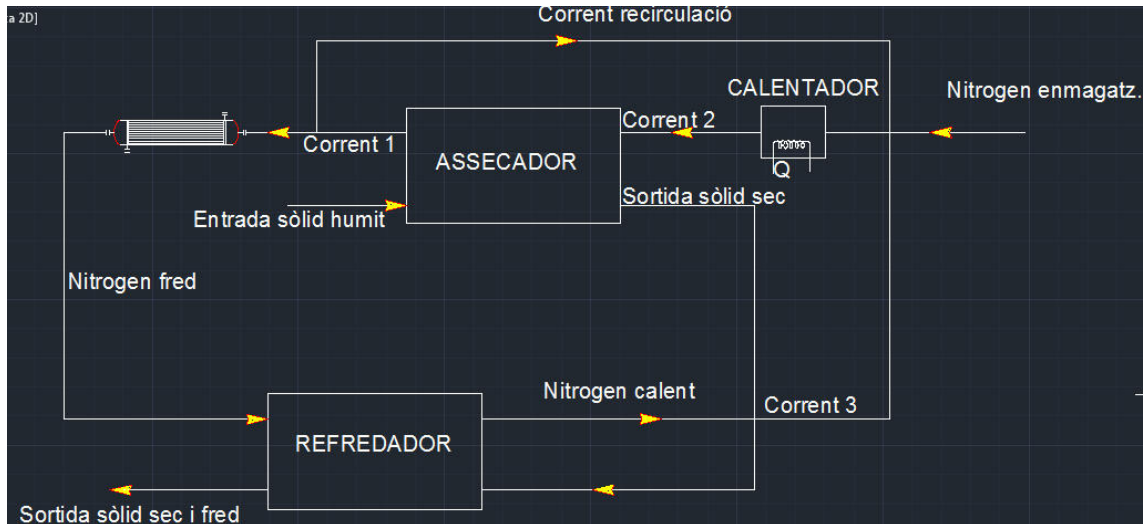 a 2D]
Corrent recirculació
CALENTADOR
Nitrogen enmagatz.
Corrent 1
Corrent 2
ASSECADOR
Q
Sortida sòlid sec
Entrada sòlid humit
Nitrogen fred
Nitrogen calent
Corrent 3
REFREDADOR
Sortida sòlid sec i fred